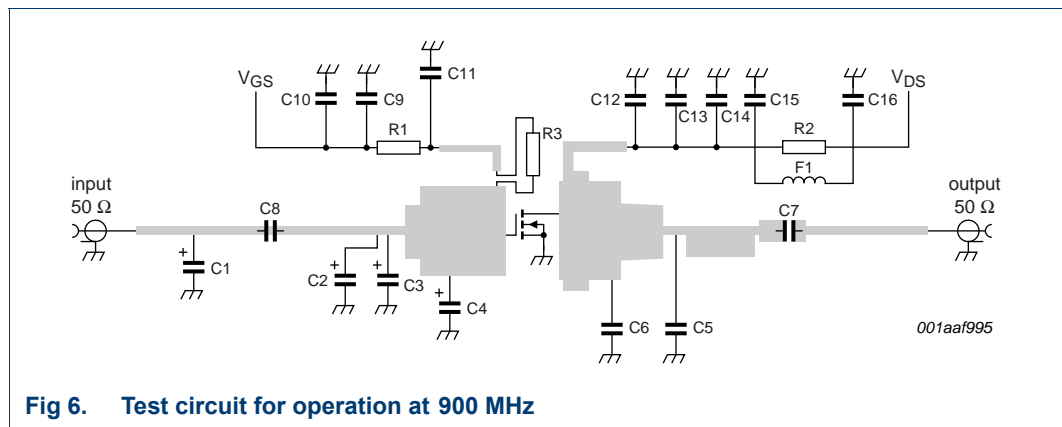 C11
VGS
C10
C9
R1
R3
C12
C13
C14
C15
C16
VDS
R2
F1
input
50 Ω
C8
C7
output
50 Ω
+
C1
+
C2
+
C3
+
C4
C6
C5
001aaf995
Fig 6. Test circuit for operation at 900 MHz